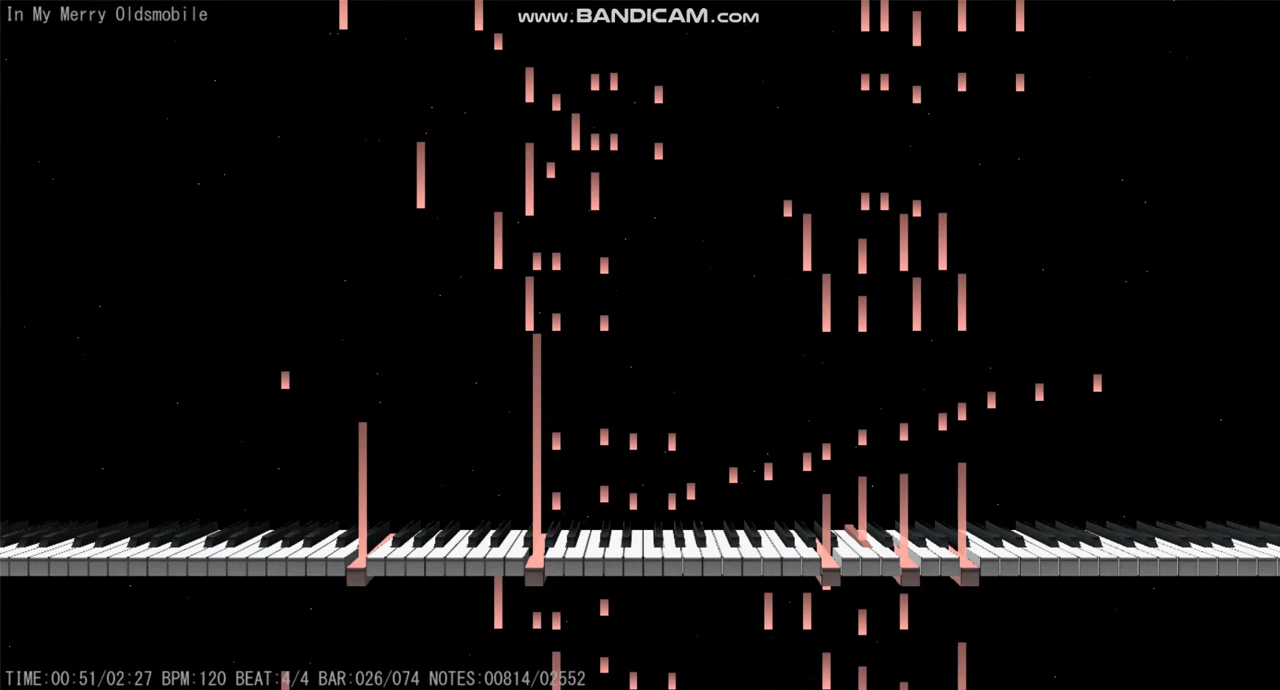 In My Merry Oldsmobile
www.BANDICAM.com
TIME:00:51/02:27 BPM:120 BEAT:4/4 BAR:026/074 NOTES:00814/02552